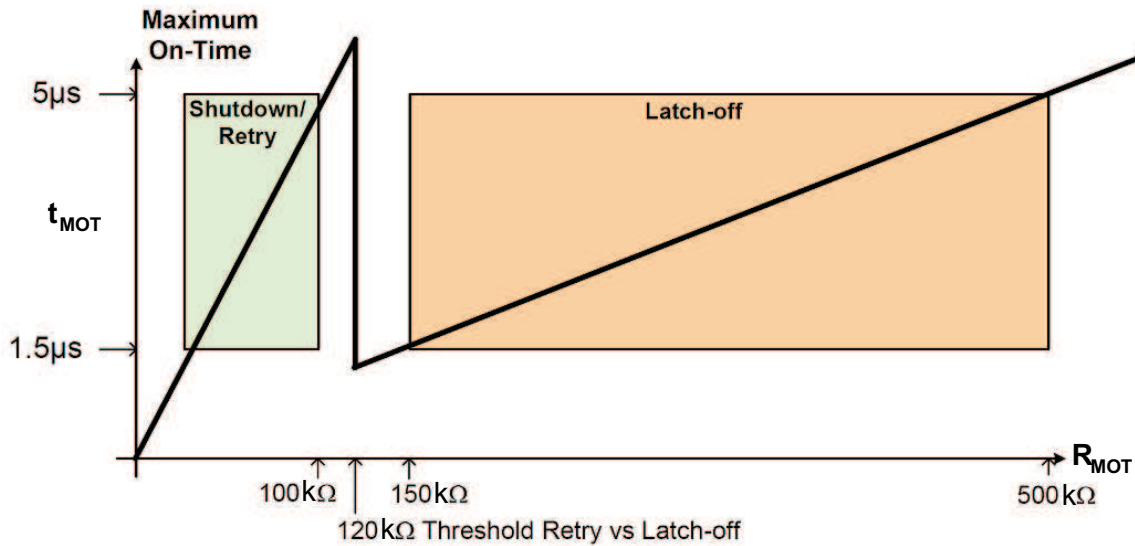 Maximum
On-Time
5µs
Shutdown/
Retry
Latch-off
tMOT
1.5µs
RMOT
100kΩ
150kΩ
500kΩ
120kΩ Threshold Retry vs Latch-off